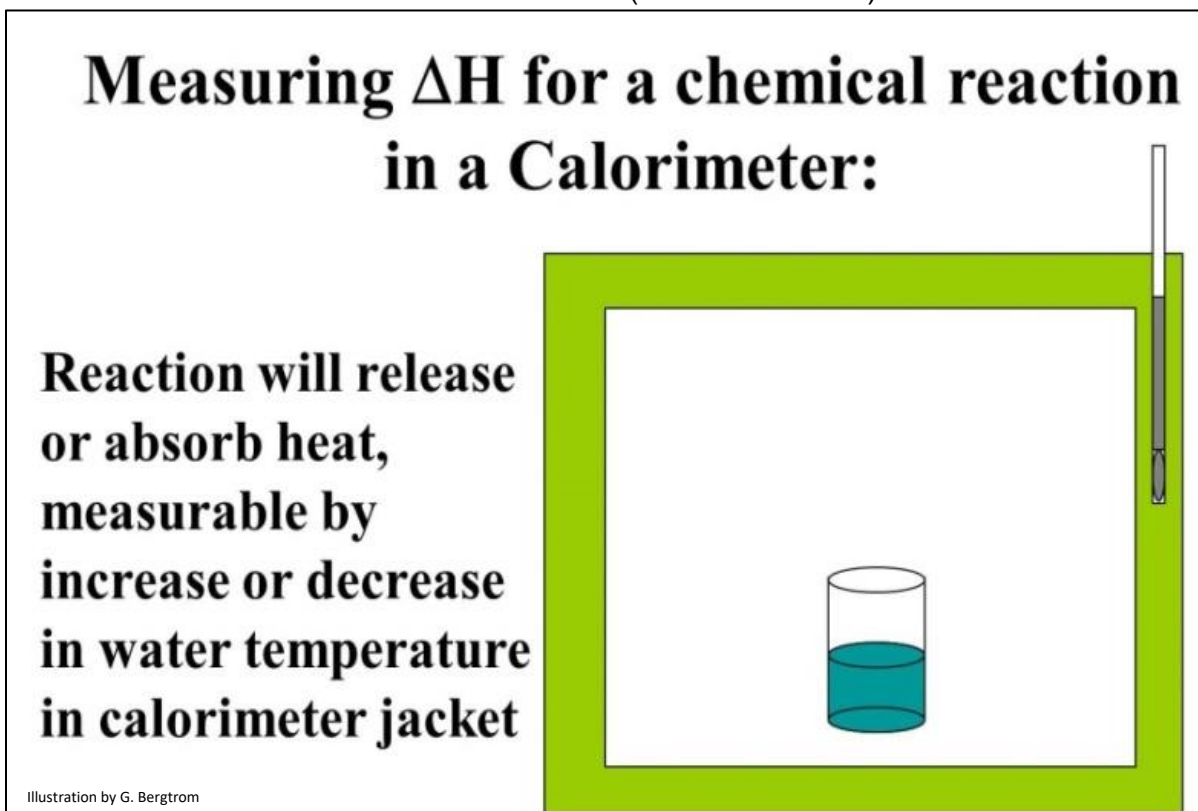 Measuring ΔH for a chemical reaction
in a Calorimeter:
Reaction will release
or absorb heat,
measurable by
increase or decrease
in water temperature
in calorimeter jacket
Illustration by G. Bergtrom